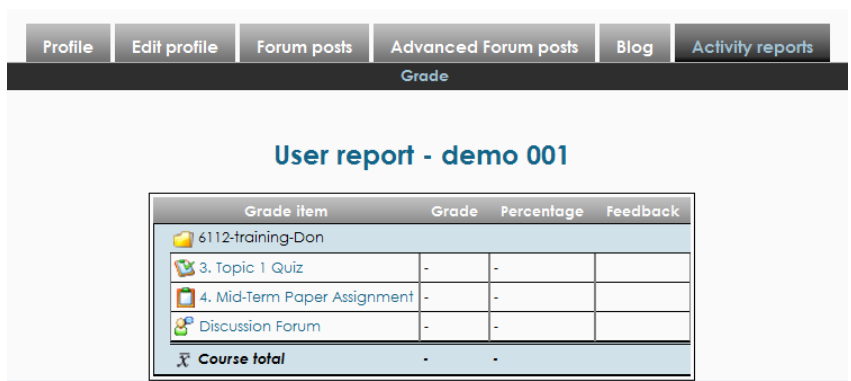 Profile Edit profile Forum posts Advanced Forum posts Blog Activity reports
Grade
User report - demo 001
Grade item Grade Percentage Feedback
6112-training-Don
3. Topic 1 Quiz - -
4. Mid-Term Paper Assignment - -
Discussion Forum - -
x̅ Course total - -